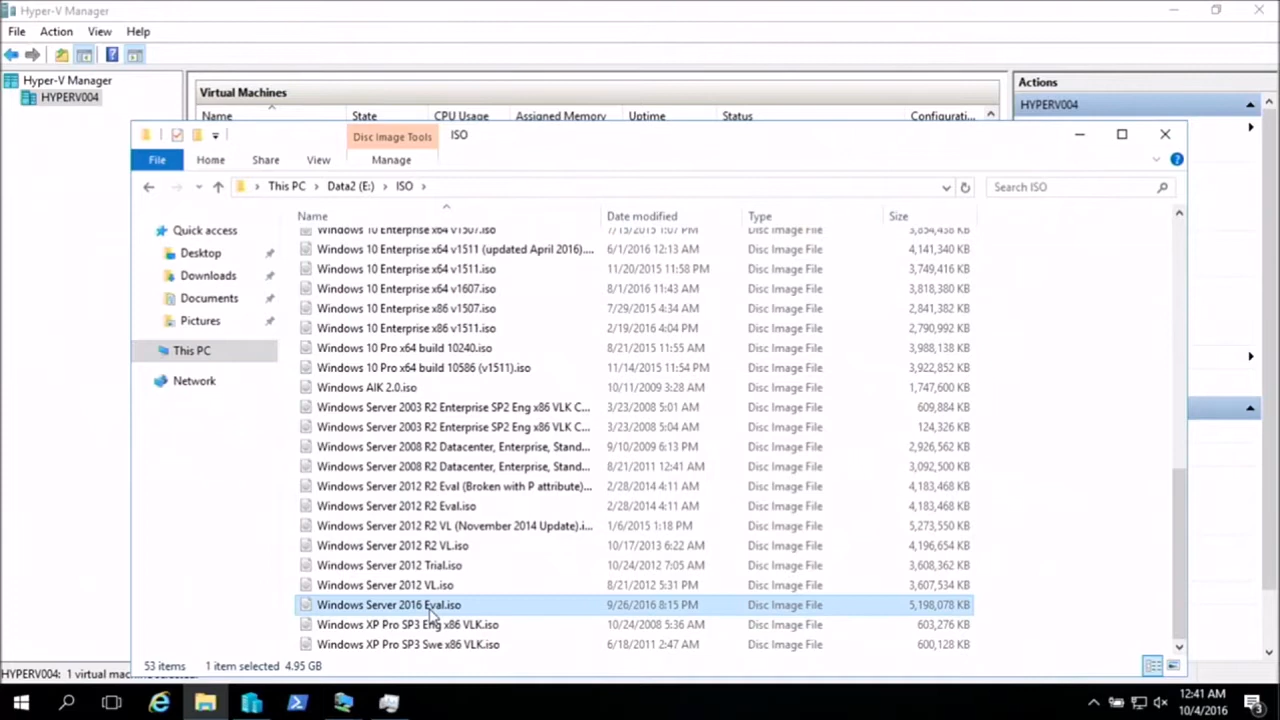 Hyper-V Manager
File Action View Help
Hyper-V Manager
HYPERV004
Virtual Machines
Name State CPU Usage Assigned Memory Uptime Status Configurati...
Actions
HYPERV004
Disc Image Tools ISO
File Home Share View Manage
This PC Data2 (E:) ISO
Search ISO
Quick access
Desktop
Downloads
Documents
Pictures
This PC
Network
Name Date modified Type Size
Windows 10 Enterprise x64 v1507.iso 7/15/2015 1:07 PM Disc Image File 3,854,438 KB
Windows 10 Enterprise x64 v1511 (updated April 2016).... 6/1/2016 12:13 AM Disc Image File 4,141,340 KB
Windows 10 Enterprise x64 v1511.iso 11/20/2015 11:58 PM Disc Image File 3,749,416 KB
Windows 10 Enterprise x64 v1607.iso 8/1/2016 11:43 AM Disc Image File 3,818,380 KB
Windows 10 Enterprise x86 v1507.iso 7/29/2015 4:34 AM Disc Image File 2,841,382 KB
Windows 10 Enterprise x86 v1511.iso 2/19/2016 4:04 PM Disc Image File 2,790,992 KB
Windows 10 Pro x64 build 10240.iso 8/21/2015 11:55 AM Disc Image File 3,988,138 KB
Windows 10 Pro x64 build 10586 (v1511).iso 11/14/2015 11:54 PM Disc Image File 3,922,852 KB
Windows AIK 2.0.iso 10/11/2009 3:28 AM Disc Image File 1,747,600 KB
Windows Server 2003 R2 Enterprise SP2 Eng x86 VLK C... 3/23/2008 5:01 AM Disc Image File 609,884 KB
Windows Server 2003 R2 Enterprise SP2 Eng x86 VLK C... 3/23/2008 5:04 AM Disc Image File 124,326 KB
Windows Server 2008 R2 Datacenter, Enterprise, Stand... 9/10/2009 6:13 PM Disc Image File 2,926,562 KB
Windows Server 2008 R2 Datacenter, Enterprise, Stand... 8/21/2011 12:41 AM Disc Image File 3,092,500 KB
Windows Server 2012 R2 Eval (Broken with P attribute)... 2/28/2014 4:11 AM Disc Image File 4,183,468 KB
Windows Server 2012 R2 Eval.iso 2/28/2014 4:11 AM Disc Image File 4,183,468 KB
Windows Server 2012 R2 VL (November 2014 Update).i... 1/6/2015 1:18 PM Disc Image File 5,273,550 KB
Windows Server 2012 R2 VL.iso 10/17/2013 6:22 AM Disc Image File 4,196,654 KB
Windows Server 2012 Trial.iso 10/24/2012 7:05 AM Disc Image File 3,608,362 KB
Windows Server 2012 VL.iso 8/21/2012 5:31 PM Disc Image File 3,607,534 KB
Windows Server 2016 Eval.iso 9/26/2016 8:15 PM Disc Image File 5,198,078 KB
Windows XP Pro SP3 Eng x86 VLK.iso 10/24/2008 5:36 AM Disc Image File 603,276 KB
Windows XP Pro SP3 Swe x86 VLK.iso 6/18/2011 2:47 AM Disc Image File 600,128 KB
53 items 1 item selected 4.95 GB
HYPERV004: 1 virtual machine selected.
12:41 AM
10/4/2016
3